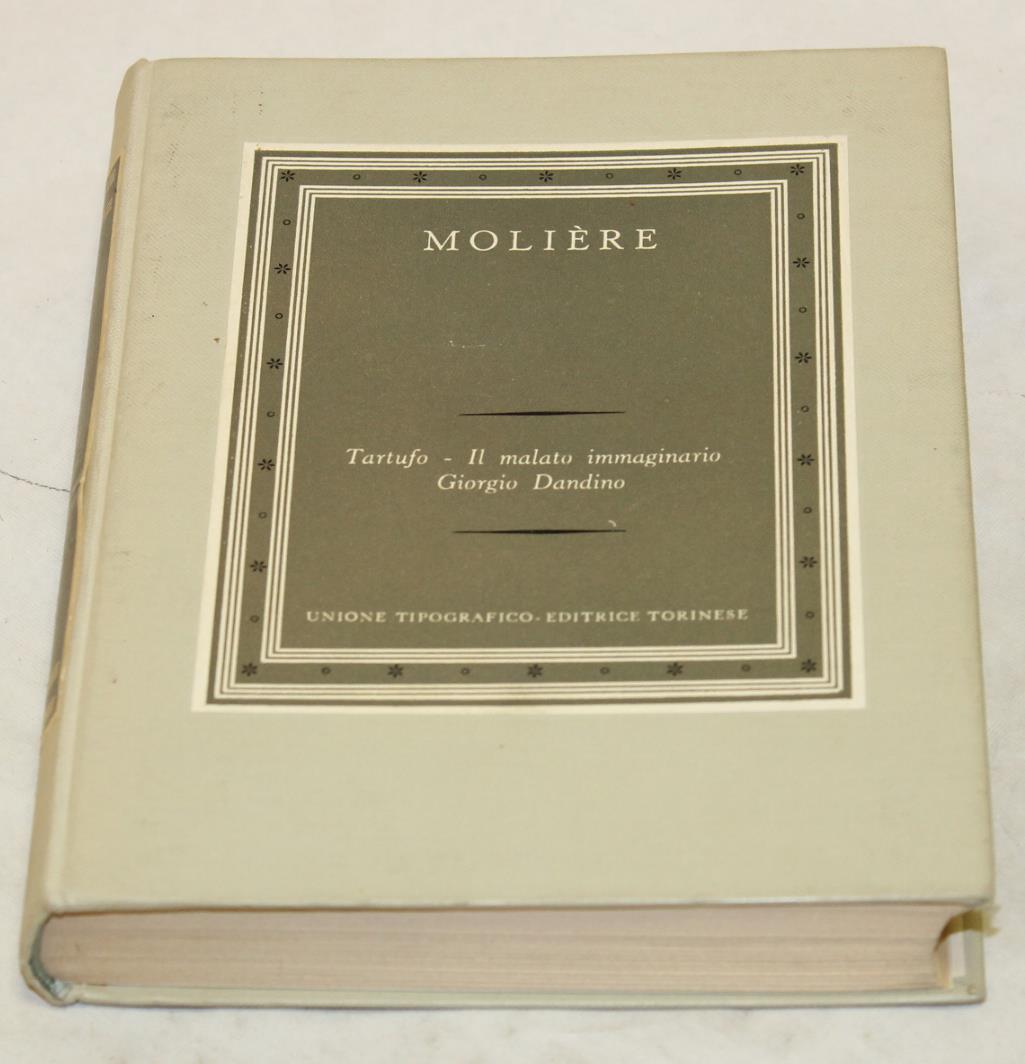 MOLIÈRE
Tartufo - Il malato immaginario
Giorgio Dandino
UNIONE TIPOGRAFICO-EDITRICE TORINESE